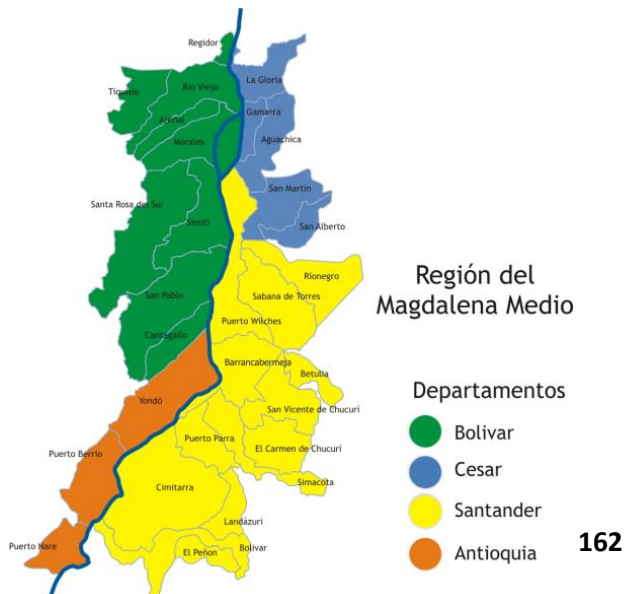 Regidor
La Gloria
Tiquisio
Rio Viejo
Gamarra
Arenal
Aguachica
Morales
San Martín
Santa Rosa del Sur
Simití
San Alberto
Ríonegro
Sabana de Torres
San Pablo
Puerto Wilches
Cantagallo
Barrancabermeja
Betulia
Yondó
San Vicente de Chucurí
Puerto Parra
El Carmen de Chucuri
Puerto Berrio
Simacota
Cimitarra
Landázuri
Puerto Nare
El Peñon
Bolivar
Región del
Magdalena Medio
Departamentos
Bolivar
Cesar
Santander
Antioquia
162